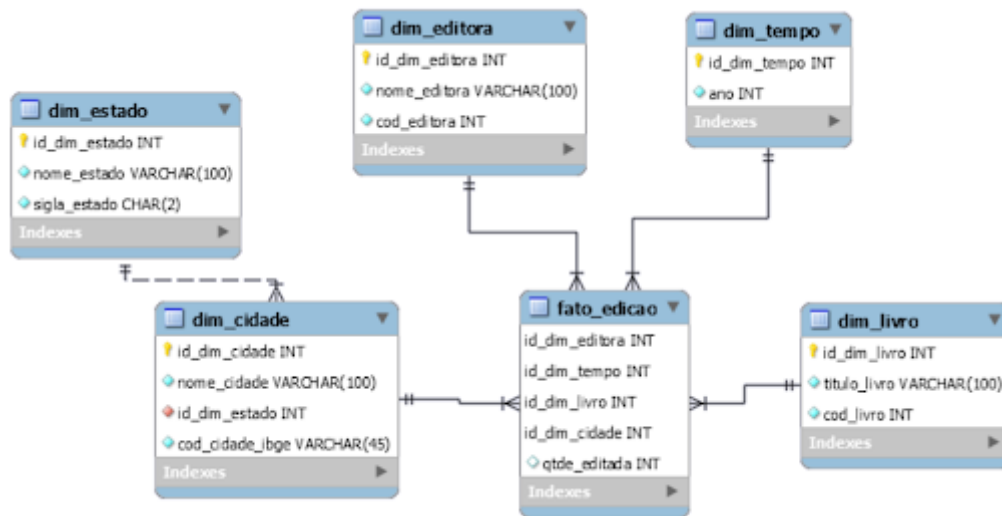 dim_editora
id_dim_editora INT
nome_editora VARCHAR(100)
cod_editora INT
Indexes
dim_tempo
id_dim_tempo INT
ano INT
Indexes
dim_estado
id_dim_estado INT
nome_estado VARCHAR(100)
sigla_estado CHAR(2)
Indexes
dim_cidade
id_dim_cidade INT
nome_cidade VARCHAR(100)
id_dim_estado INT
cod_cidade_ibge VARCHAR(45)
Indexes
fato_edicao
id_dim_editora INT
id_dim_tempo INT
id_dim_livro INT
id_dim_cidade INT
qtde_editada INT
Indexes
dim_livro
id_dim_livro INT
titulo_livro VARCHAR(100)
cod_livro INT
Indexes